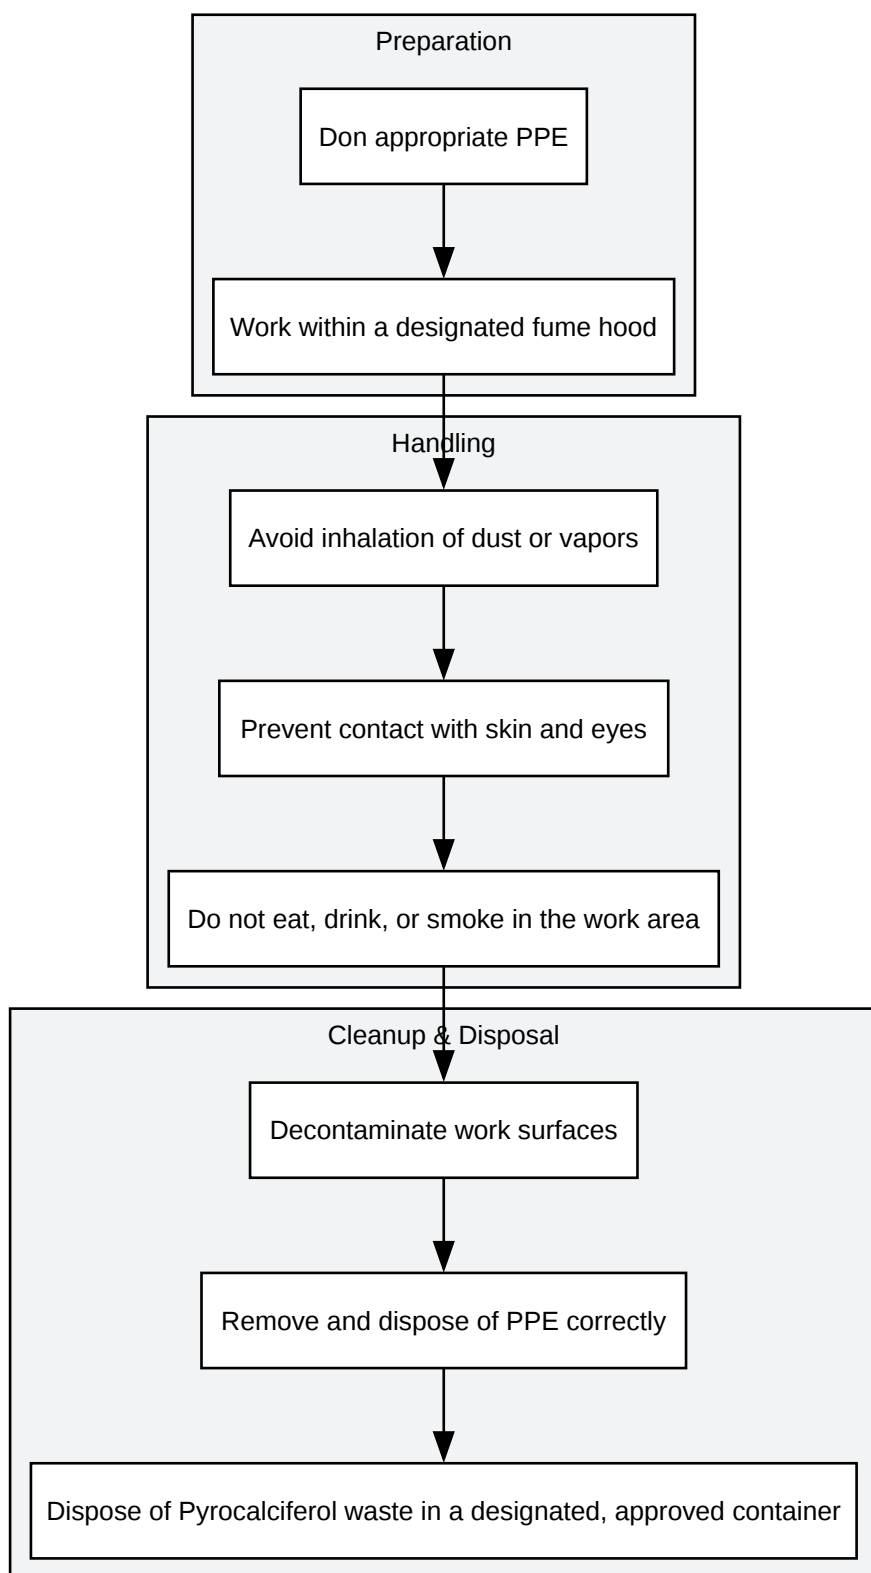 Preparation
Don appropriate PPE
Work within a designated fume hood
Handling
Avoid inhalation of dust or vapors
Prevent contact with skin and eyes
Do not eat, drink, or smoke in the work area
Cleanup & Disposal
Decontaminate work surfaces
Remove and dispose of PPE correctly
Dispose of Pyrocalciferol waste in a designated, approved container